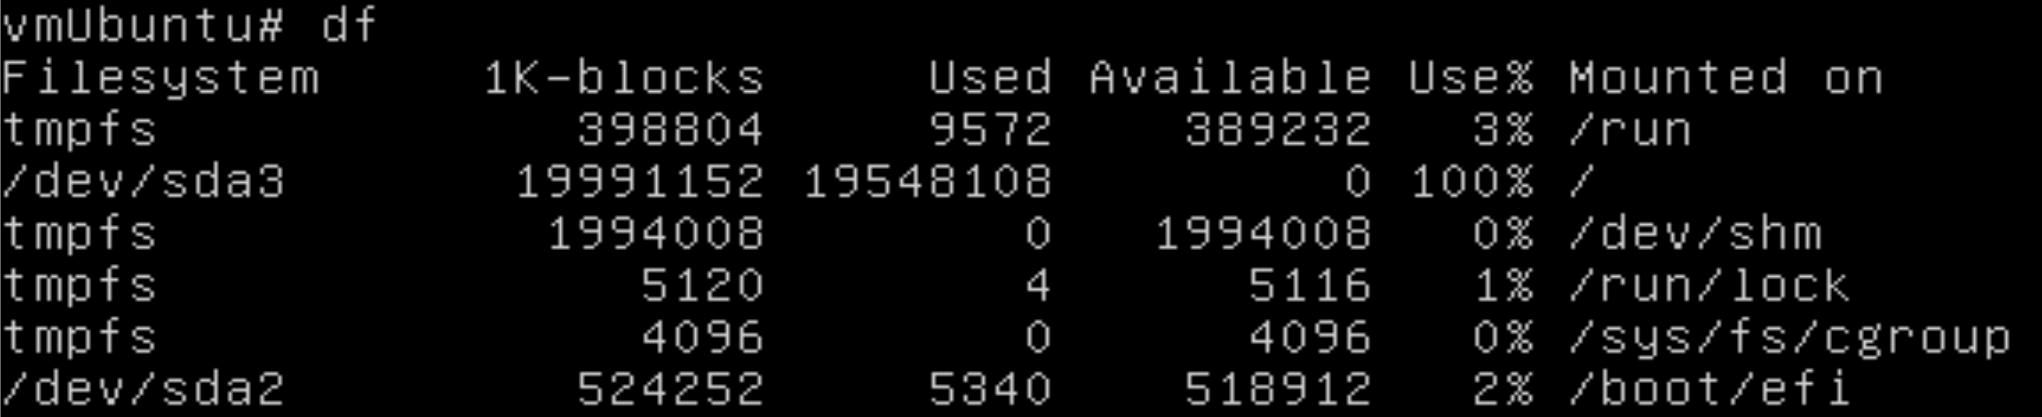 vmUbuntu# df
Filesystem 1K-blocks Used Available Use% Mounted on
tmpfs 398804 9572 389232 3% /run
/dev/sda3 19991152 19548108 0 100% /
tmpfs 1994008 0 1994008 0% /dev/shm
tmpfs 5120 4 5116 1% /run/lock
tmpfs 4096 0 4096 0% /sys/fs/cgroup
/dev/sda2 524252 5340 518912 2% /boot/efi